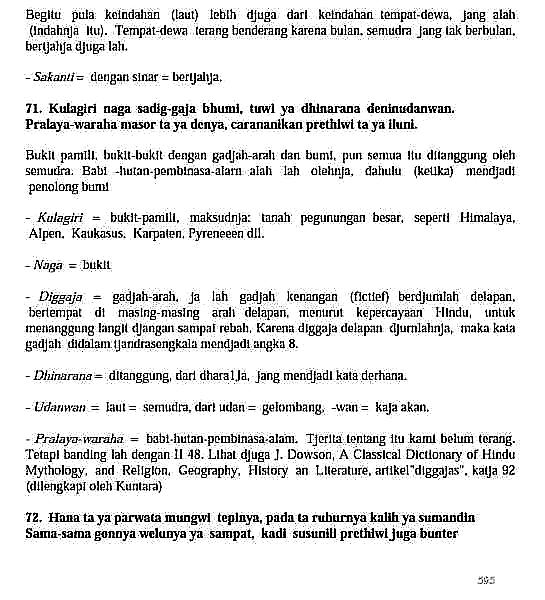 Begitu pula keindahan (laut) lebih djuga dari keindahan tempat-dewa, jang alah
(indahnja itu). Tempat-dewa terang benderang karena bulan, semudra jang tak berbulan,
bertjahja djuga lah.
- Sakanti = dengan sinar = bertjahja.
71. Kulagiri naga sadig-gaja bhumi, tuwi ya dhinarana deninudanwan.
Pralaya-waraha masor ta ya denya, carananikan prethiwi ta ya iluni.
Bukit pamili, bukit-bukit dengan gadjah-arah dan bumi, pun semua itu ditanggung oleh
semudra. Babi -hutan-pembinasa-alam alah lah olehnja, dahulu (ketika) mendjadi
penolong bumi
- Kulagiri = bukit-pamili, maksudnja: tanah pegunungan besar, seperti Himalaya,
Alpen, Kaukasus, Karpaten, Pyreneeen dll.
- Naga = bukit
- Diggaja = gadjah-arah, ja lah gadjah kenangan (fictief) berdjumlah delapan,
bertempat di masing-masing arah delapan, menurut kepercayaan Hindu, untuk
menanggung langit djangan sampai rebah. Karena diggaja delapan djumlahnja, maka kata
gadjah didalam tjandrasengkala mendjadi angka 8.
- Dhinarana = ditanggung, dari dharaIJa, jang mendjadi kata derhana.
- Udanwan = laut = semudra, dari udan = gelombang, -wan = kaja akan.
- Pralaya-waraha = babi-hutan-pembinasa-alam. Tjerita tentang itu kami belum terang.
Tetapi banding lah dengan II 48. Lihat djuga J. Dowson, A Classical Dictionary of Hindu
Mythology, and Religion, Geography, History an Literature, artikel"diggajas", katja 92
(dilengkapi oleh Kuntara)
72. Hana ta ya parwata mungwi tepinya, pada ta ruhurnya kalih ya sumandin
Sama-sama gonnya welunya ya sampat, kadi susunili prethiwi juga bunter
595